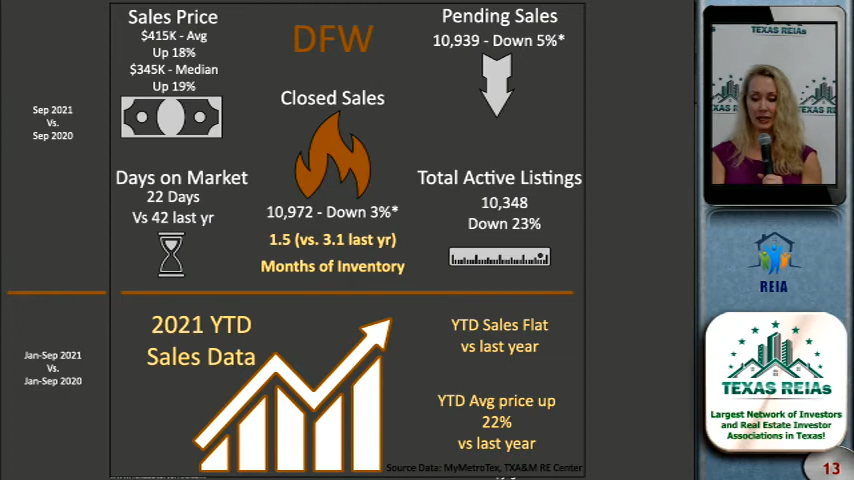 Sales Price
$415K - Avg
Up 18%
$345K - Median
Up 19%
DFW
Pending Sales
10,939 - Down 5%*
Closed Sales
Sep 2021
Vs.
Sep 2020
Days on Market
22 Days
Vs 42 last yr
10,972 - Down 3%*
1.5 (vs. 3.1 last yr)
Months of Inventory
Total Active Listings
10,348
Down 23%
2021 YTD
Sales Data
Jan-Sep 2021
Vs.
Jan-Sep 2020
YTD Sales Flat
vs last year
YTD Avg price up
22%
vs last year
Source Data: MyMetroTex, TXA&M RE Center
TEXAS REIAs
REIA
TEXAS REIAs
Largest Network of Investors
and Real Estate Investor
Associations in Texas!
13